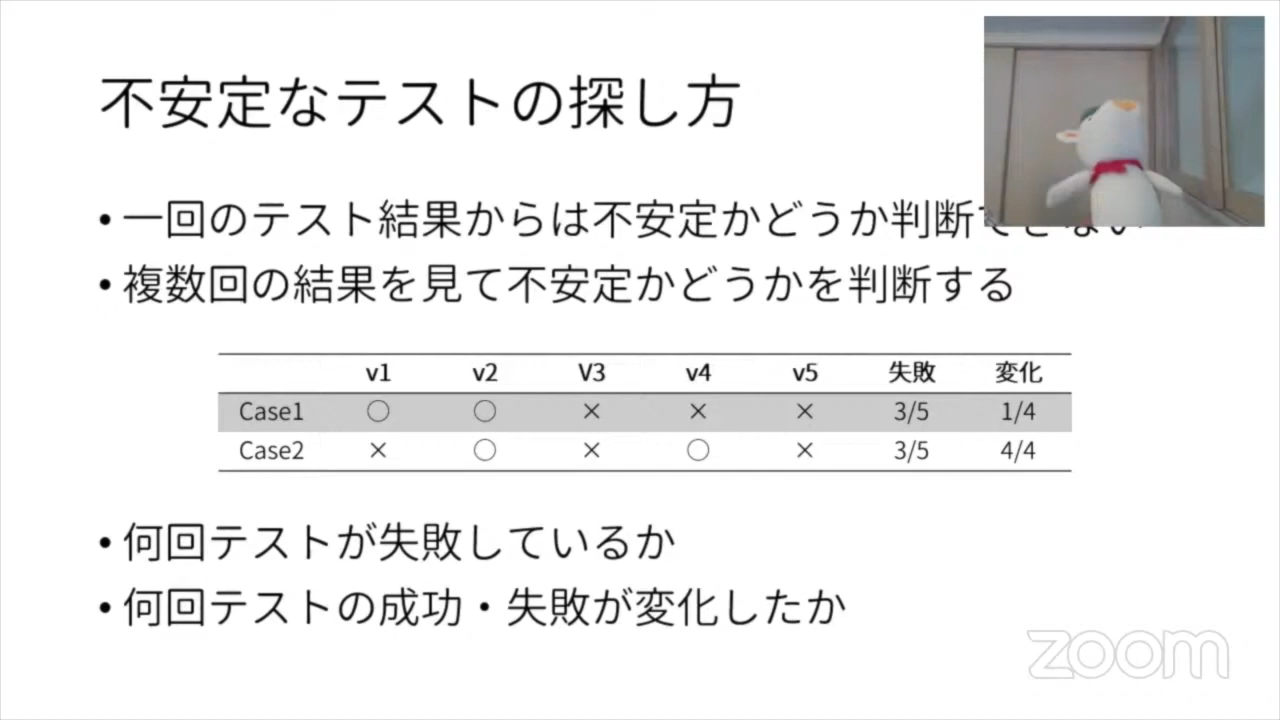 不安定なテストの探し方
• 一回のテスト結果からは不安定かどうか判断できない
• 複数回の結果を見て不安定かどうかを判断する
v1 v2 V3 v4 v5 失敗 変化
Case1 ○ ○ × × × 3/5 1/4
Case2 × ○ × ○ × 3/5 4/4
• 何回テストが失敗しているか
• 何回テストの成功・失敗が変化したか
zoom